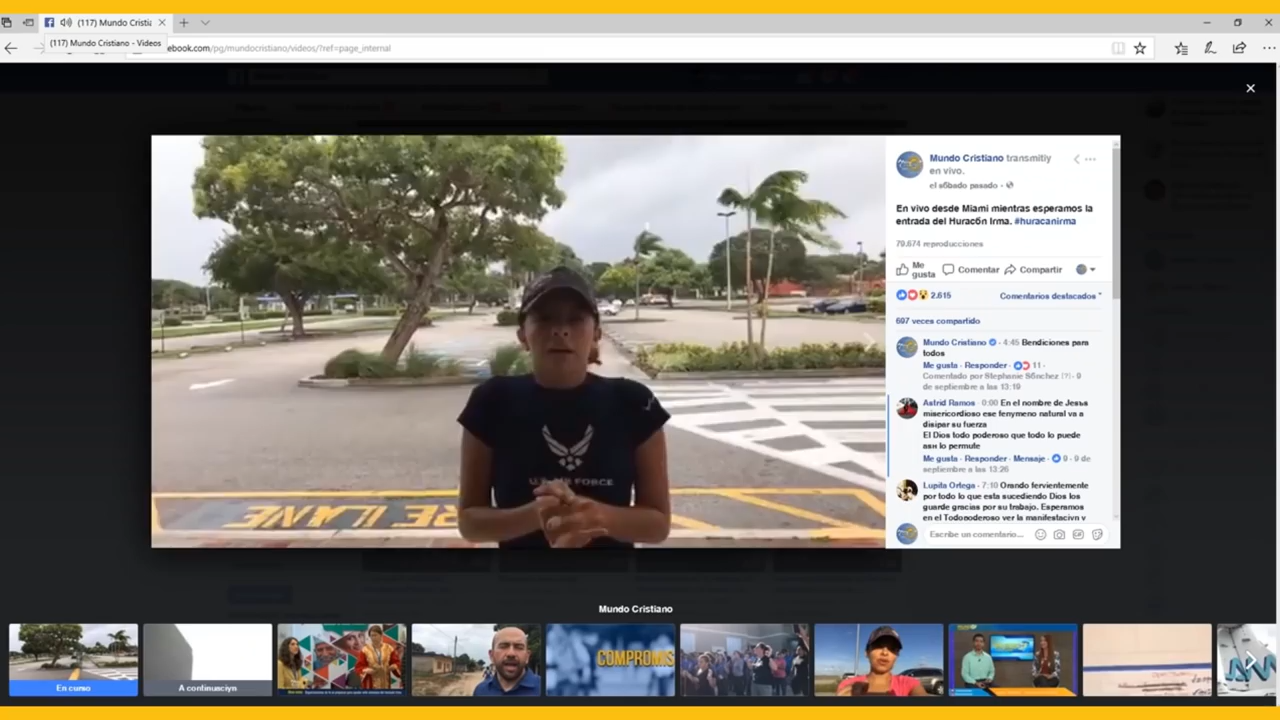 (117) Mundo Cristia
(117) Mundo Cristiano - Videos
ebook.com/pg/mundocristiano/videos/?ref=page_internal
Mundo Cristiano transmitiy
en vivo.
el s6bado pasado ·
En vivo desde Miami mientras esperamos la
entrada del Hurac6n Irma. #huracanirma
79.674 reproducciones
Me
gusta
Comentar
Compartir
2.615
Comentarios destacados
697 veces compartido
Mundo Cristiano · 4:45 Bendiciones para
todos
Me gusta · Responder · 11 ·
Comentado por Stephanie S6nchez [?] · 9
de septiembre a las 13:19
Astrid Ramos · 0:00 En el nombre de Jesus
misericordioso ese fenymeno natural va a
disipar su fuerza
El Dios todo poderoso que todo lo puede
asн lo permute
Me gusta · Responder · Mensaje · 9 · 9 de
septiembre a las 13:26
Lupita Ortega · 7:10 Orando fervientemente
por todo lo que esta sucediendo Dios los
guarde gracias por su trabajo. Esperamos
en el Todopoderoso ver la manifestaciyn y
Escribe un comentario...
U.S. AIR FORCE
Mundo Cristiano
En curso
A continuaciyn
COMPROMIS